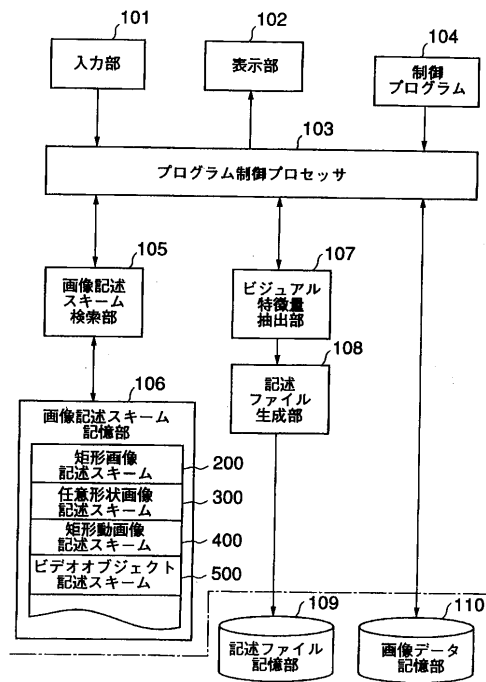 101
入力部
102
表示部
104
制御
プログラム
103
プログラム制御プロセッサ
105
画像記述
スキーム
検索部
107
ビジュアル
特徴量
抽出部
108
記述
ファイル
生成部
106
画像記述スキーム
記憶部
矩形画像
記述スキーム
200
任意形状画像
記述スキーム
300
矩形動画像
記述スキーム
400
ビデオオブジェクト
記述スキーム
500
109
記述ファイル
記憶部
110
画像データ
記憶部